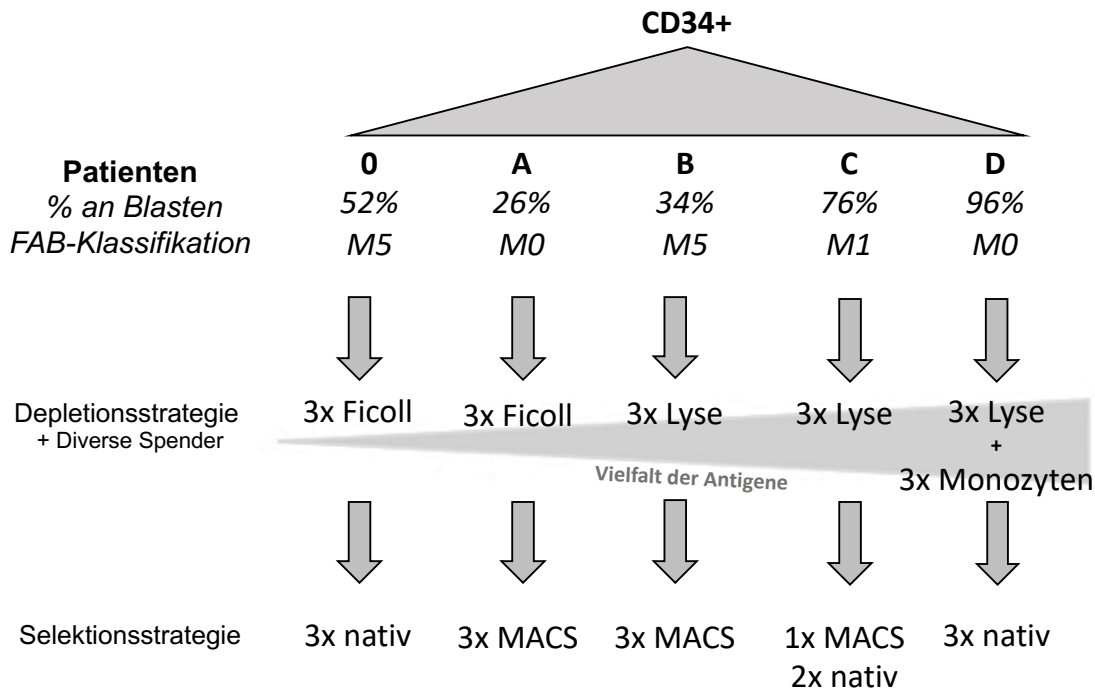 CD34+
Patienten 0 A B C D
% an Blasten 52% 26% 34% 76% 96%
FAB-Klassifikation M5 M0 M5 M1 M0
Depletionsstrategie 3x Ficoll 3x Ficoll 3x Lyse 3x Lyse 3x Lyse
+ Diverse Spender +
Vielfalt der Antigene 3x Monozyten
Selektionsstrategie 3x nativ 3x MACS 3x MACS 1x MACS 3x nativ
2x nativ